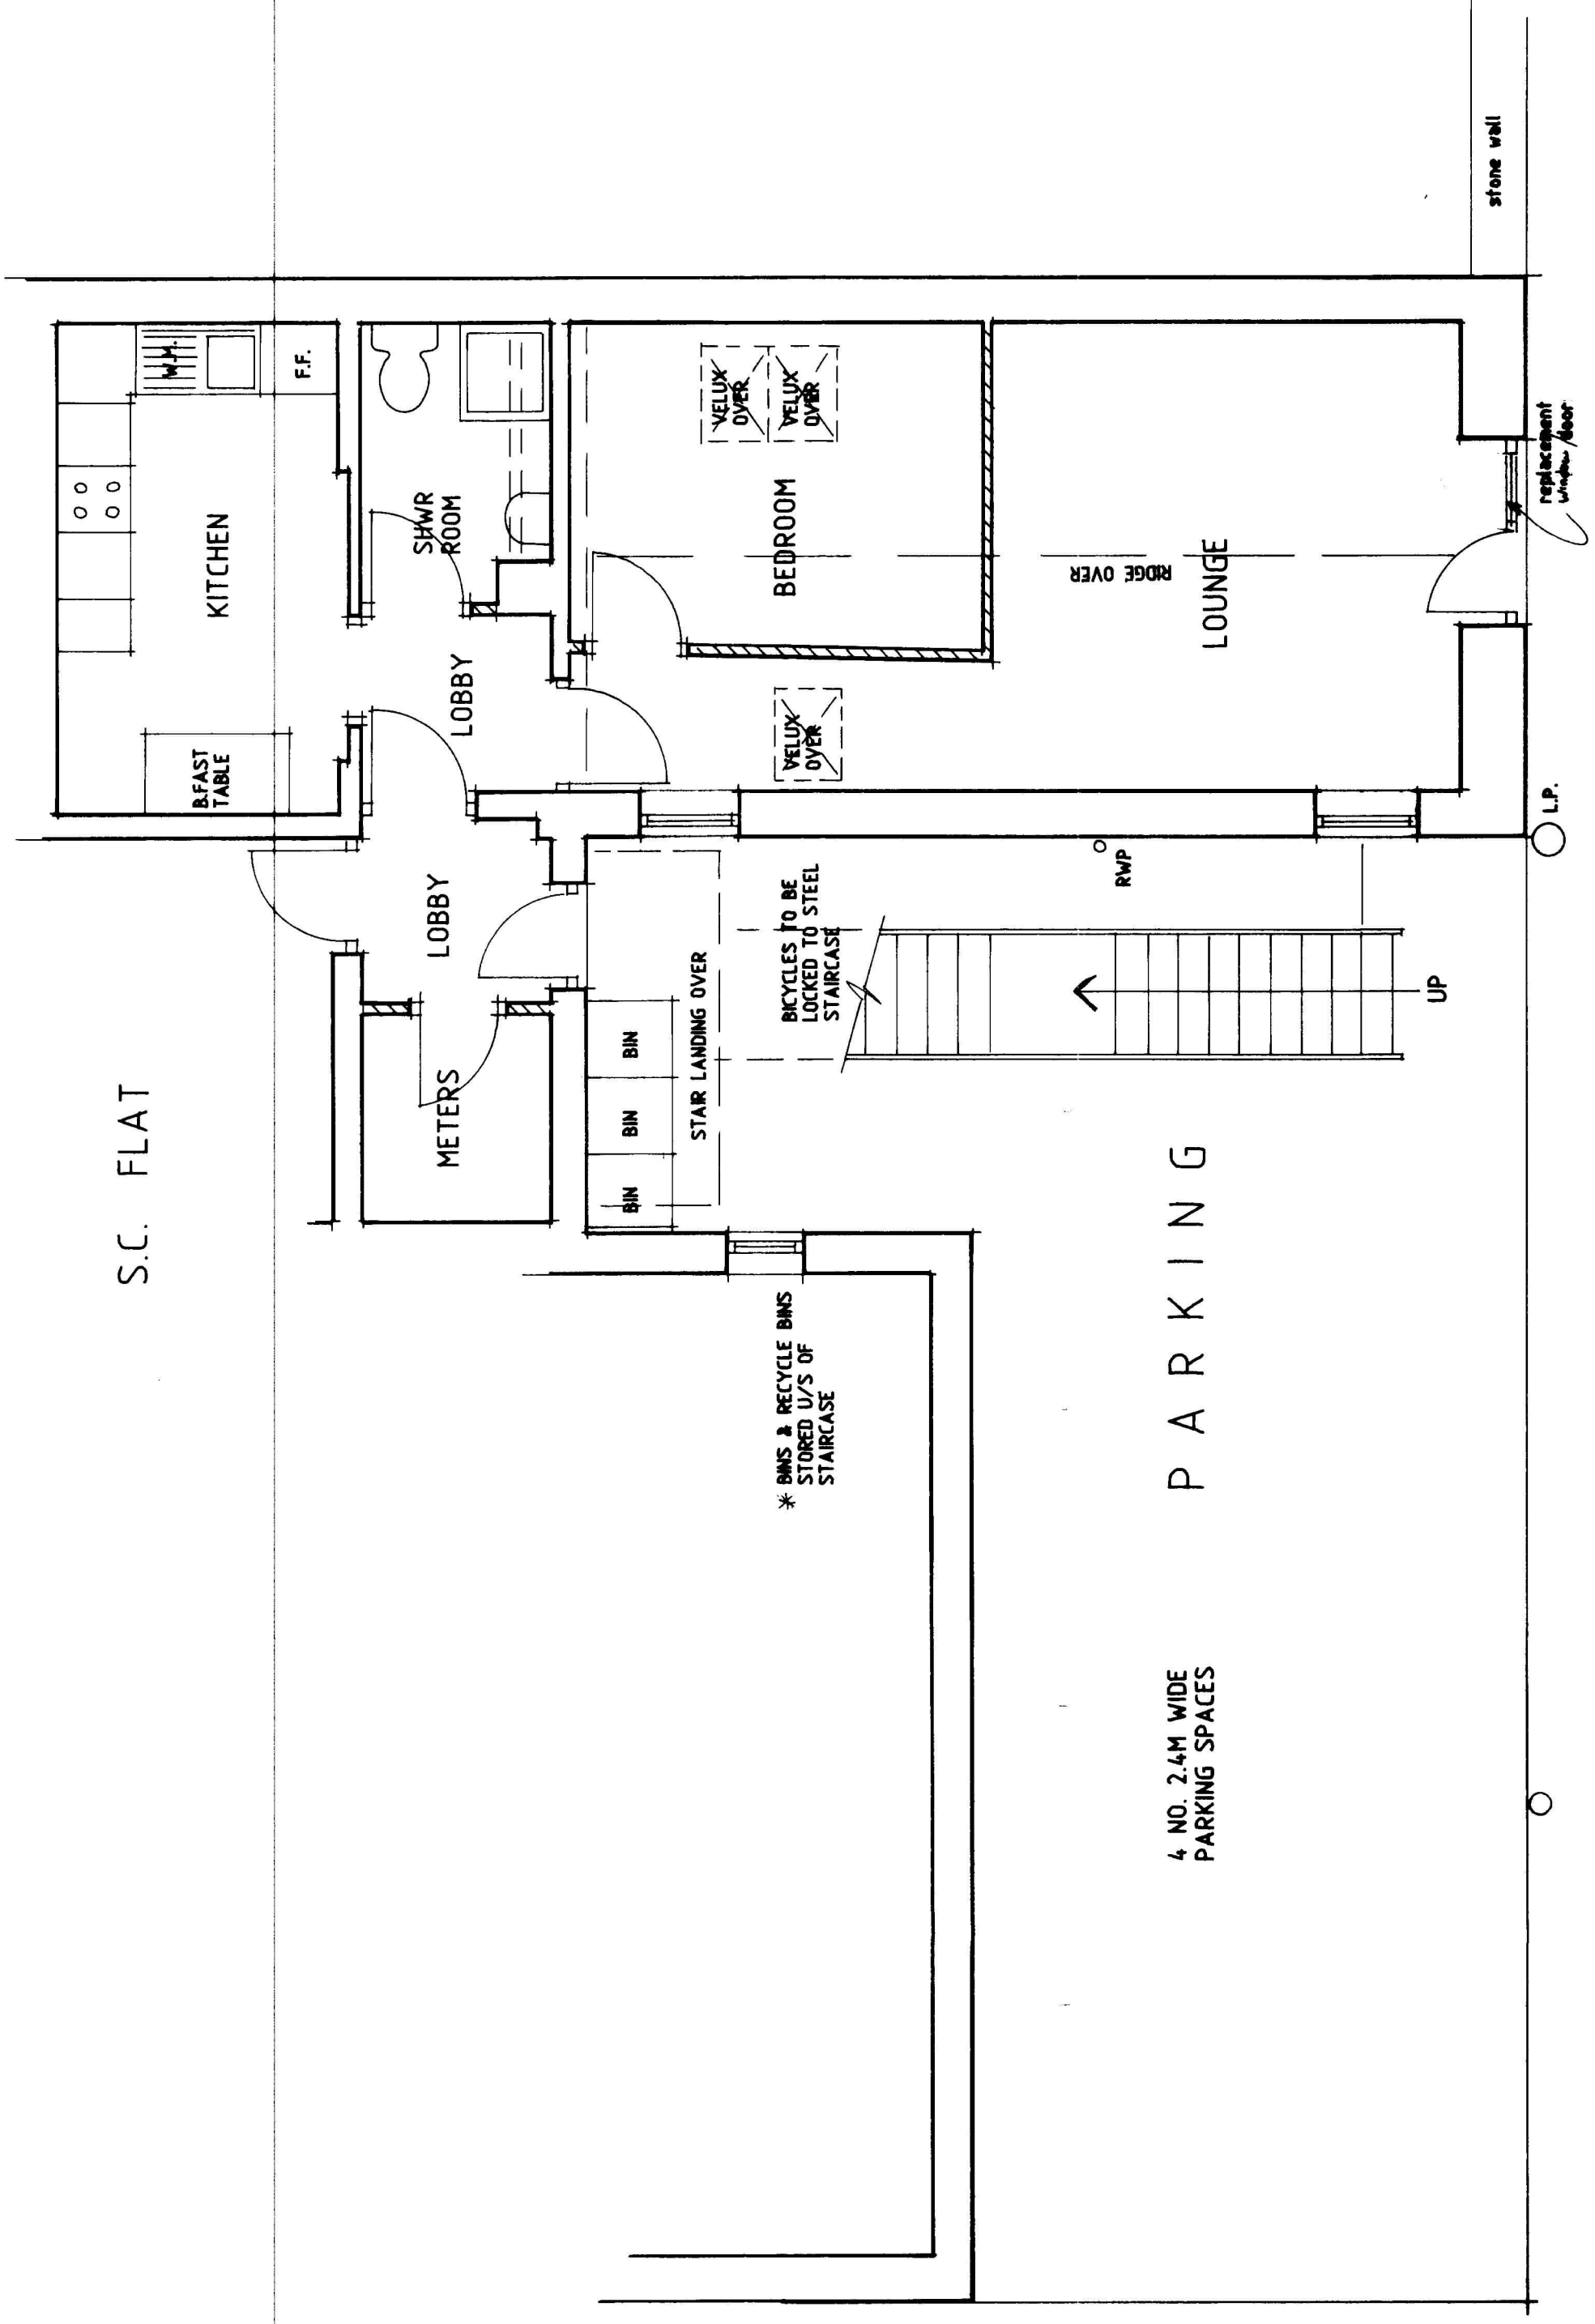 S.C. FLAT
KITCHEN
W.M.
F.F.
B.FAST
TABLE
SHWR
ROOM
LOBBY
LOBBY
METERS
BEDROOM
VELUX
OVER
VELUX
OVER
VELUX
OVER
RIDGE OVER
LOUNGE
BIN
BIN
BIN
STAIR LANDING OVER
BICYCLES TO BE
LOCKED TO STEEL
STAIRCASE
RWP
UP
* BINS & RECYCLE BINS
STORED U/S OF
STAIRCASE
PARKING
4 NO. 2.4M WIDE
PARKING SPACES
L.P.
replacement
window/door
stone wall